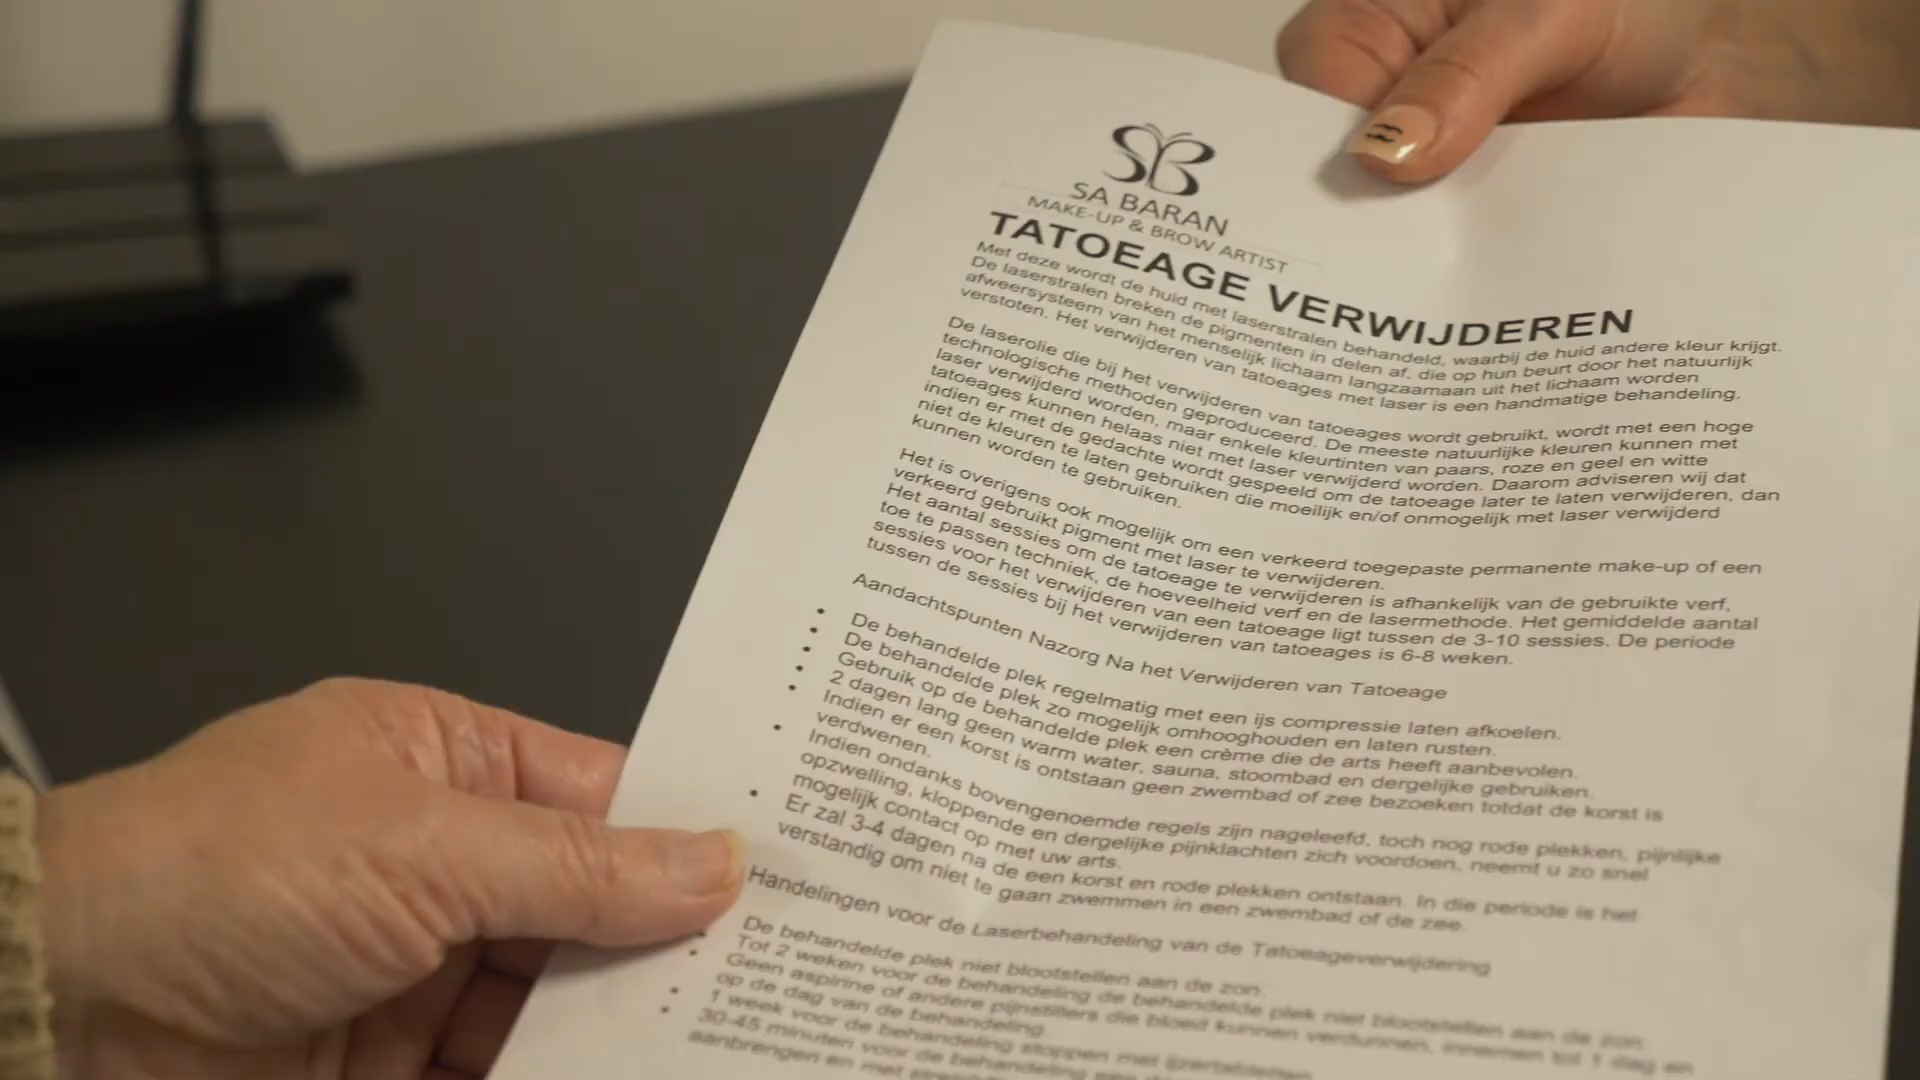 SB
SA BARAN
MAKE-UP & BROW ARTIST
TATOEAGE VERWIJDEREN
Met deze wordt de huid met laserstralen behandeld, waarbij de huid andere kleur krijgt.
De laserstralen breken de pigmenten in delen af, die op hun beurt door het natuurlijk
afweersysteem van het menselijk lichaam langzaamaan uit het lichaam worden
verstoten. Het verwijderen van tatoeages met laser is een handmatige behandeling.
De laserolie die bij het verwijderen van tatoeages wordt gebruikt, wordt met een hoge
technologische methoden geproduceerd. De meeste natuurlijke kleuren kunnen met
laser verwijderd worden, maar enkele kleurtinten van paars, roze en geel en witte
tatoeages kunnen helaas niet met laser verwijderd worden. Daarom adviseren wij dat
indien er met de gedachte wordt gespeeld om de tatoeage later te laten verwijderen, dan
niet de kleuren te laten gebruiken die moeilijk en/of onmogelijk met laser verwijderd
kunnen worden te gebruiken.
Het is overigens ook mogelijk om een verkeerd toegepaste permanente make-up of een
verkeerd gebruikt pigment met laser te verwijderen.
Het aantal sessies om de tatoeage te verwijderen is afhankelijk van de gebruikte verf,
toe te passen techniek, de hoeveelheid verf en de lasermethode. Het gemiddelde aantal
sessies voor het verwijderen van een tatoeage ligt tussen de 3-10 sessies. De periode
tussen de sessies bij het verwijderen van tatoeages is 6-8 weken.
Aandachtspunten Nazorg Na het Verwijderen van Tatoeage
• De behandelde plek regelmatig met een ijs compressie laten afkoelen.
• De behandelde plek zo mogelijk omhooghouden en laten rusten.
• Gebruik op de behandelde plek een crème die de arts heeft aanbevolen.
• 2 dagen lang geen warm water, sauna, stoombad en dergelijke gebruiken.
• Indien er een korst is ontstaan geen zwembad of zee bezoeken totdat de korst is
verdwenen.
• Indien ondanks bovengenoemde regels zijn nageleefd, toch nog rode plekken, pijnlijke
opzwelling, kloppende en dergelijke pijnklachten zich voordoen, neemt u zo snel
mogelijk contact op met uw arts.
• Er zal 3-4 dagen na de een korst en rode plekken ontstaan. In die periode is het
verstandig om niet te gaan zwemmen in een zwembad of de zee.
Handelingen voor de Laserbehandeling van de Tatoeageverwijdering
• De behandelde plek niet blootstellen aan de zon.
• Tot 2 weken voor de behandeling de behandelde plek niet blootstellen aan de zon.
Geen aspirine of andere pijnstillers die bloed kunnen verdunnen, innemen tot 1 dag en
op de dag van de behandeling.
• 1 week voor de behandeling stoppen met ijzertabletten.
• 30-45 minuten voor de behandeling een
aanbrengen en met